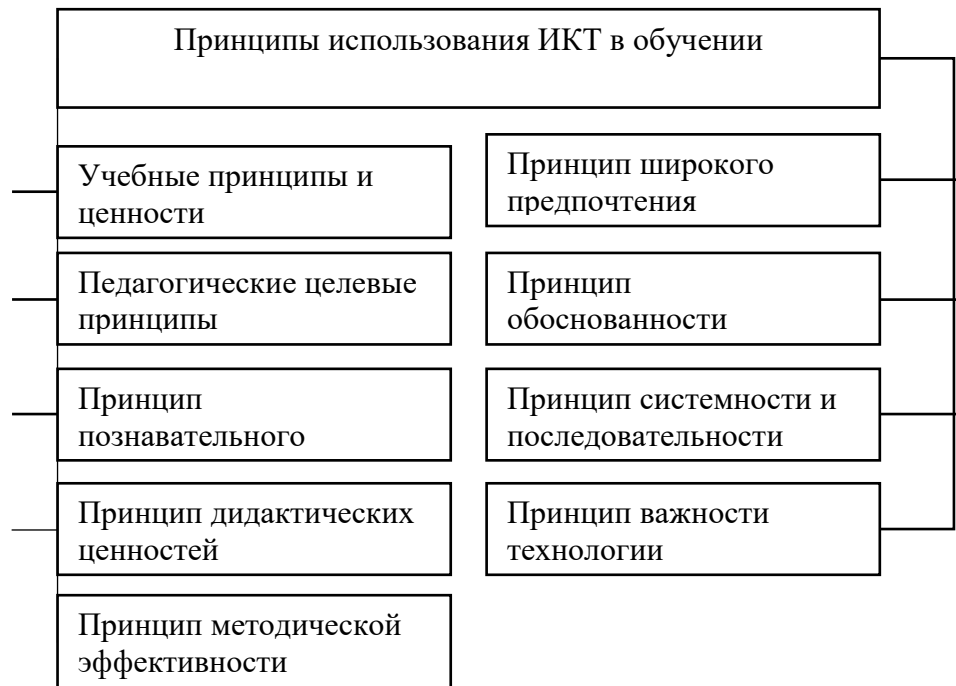 Принципы использования ИКТ в обучении
Учебные принципы и
ценности
Педагогические целевые
принципы
Принцип
познавательного
Принцип дидактических
ценностей
Принцип методической
эффективности
Принцип широкого
предпочтения
Принцип
обоснованности
Принцип системности и
последовательности
Принцип важности
технологии